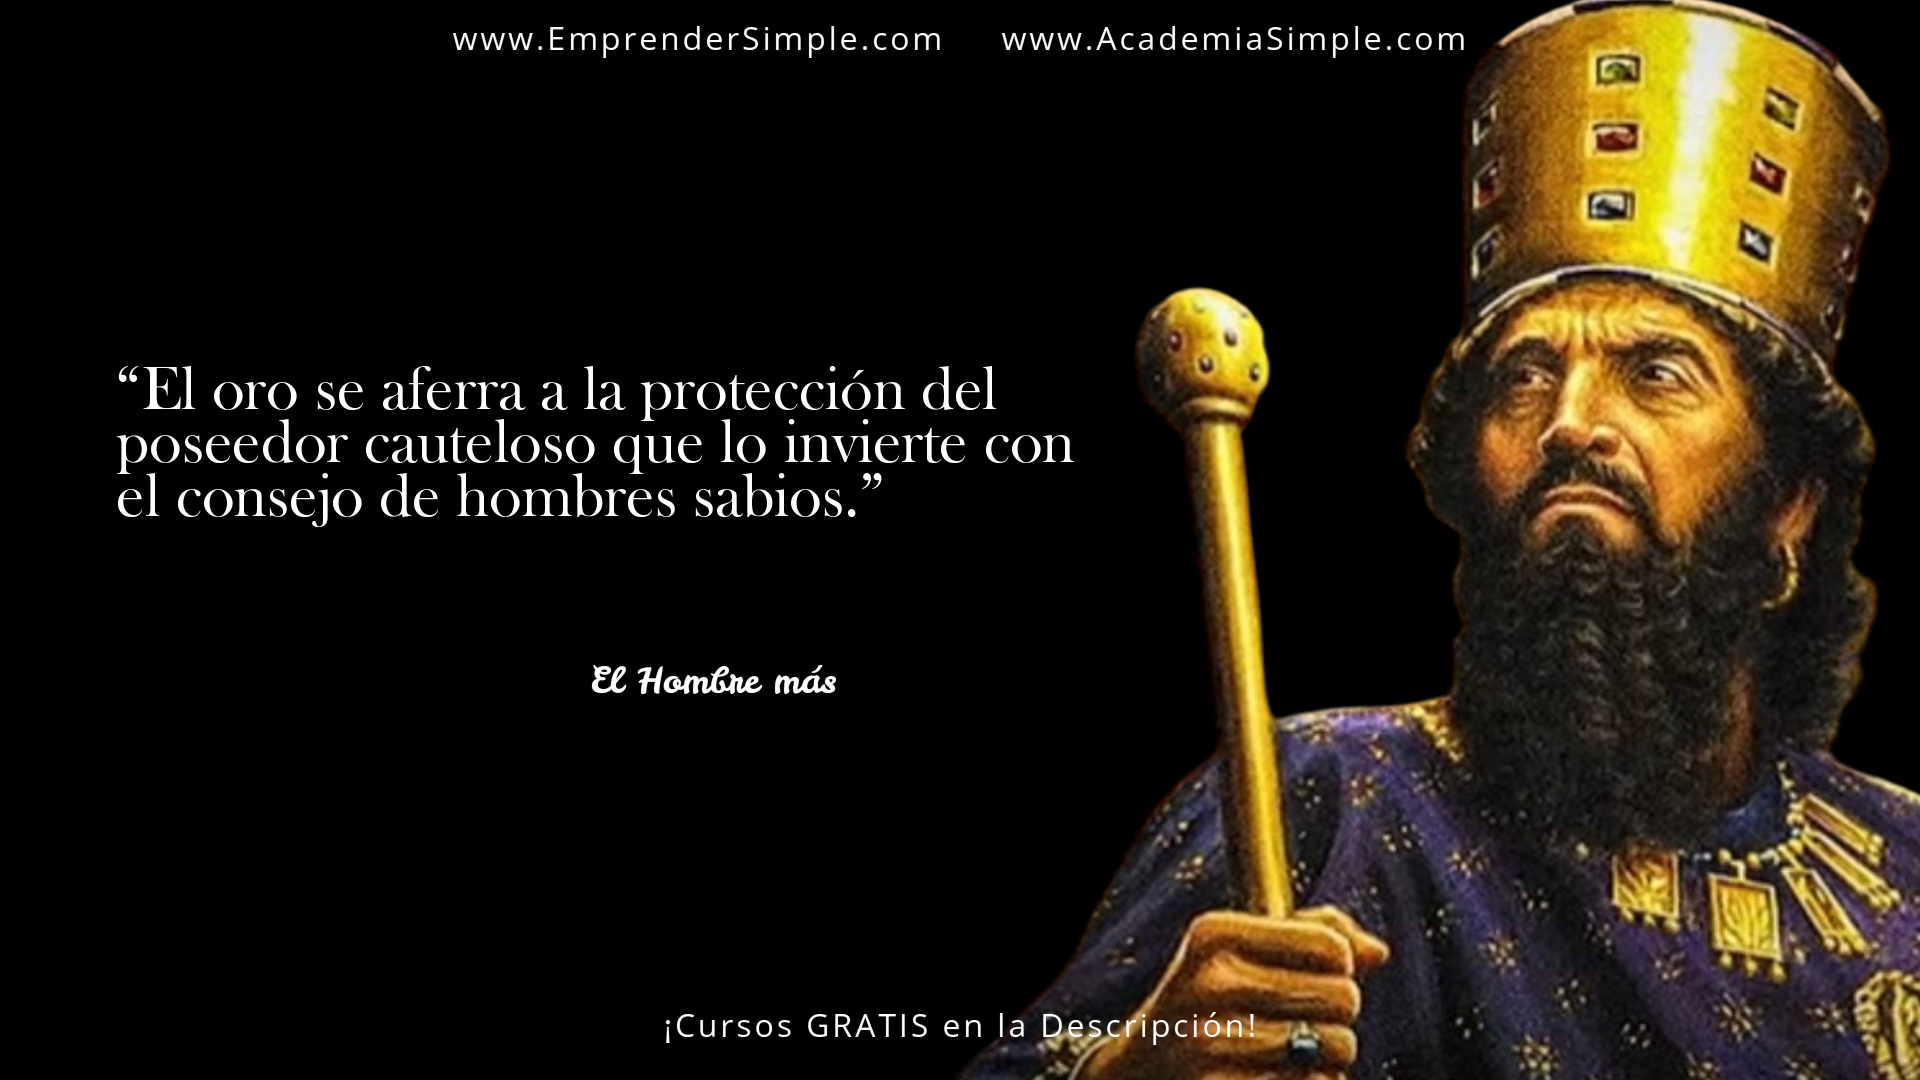 www.EmprenderSimple.com www.AcademiaSimple.com
“El oro se aferra a la protección del
poseedor cauteloso que lo invierte con
el consejo de hombres sabios.”
El Hombre más
¡Cursos GRATIS en la Descripción!